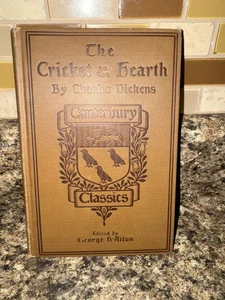 The
Cricket & Hearth
By Charles Dickens
Canterbury
Classics
Edited by
George B. Aiton